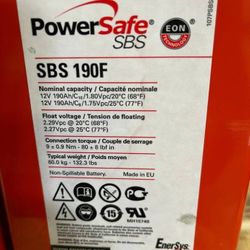 PowerSafe®
SBS
EON
TECHNOLOGY
SBS 190F
Nominal capacity / Capacité nominale
12V 190Ah/C₁₀/1.80Vpc/20°C (68°F)
12V 190Ah/C₈/1.75Vpc/25°C (77°F)
Float voltage / Tension de floating
2.29Vpc @ 20°C (68°F)
2.27Vpc @ 25°C (77°F)
Connection torque / Couple de serrage
9 ± 0.9 Nm - 80 ± 8 lbf in
Typical weight / Poids moyen
60.0 kg - 132.3 lbs
Non-Spillable Battery. Made in EU
15
MH15748
Pb
EnerSys